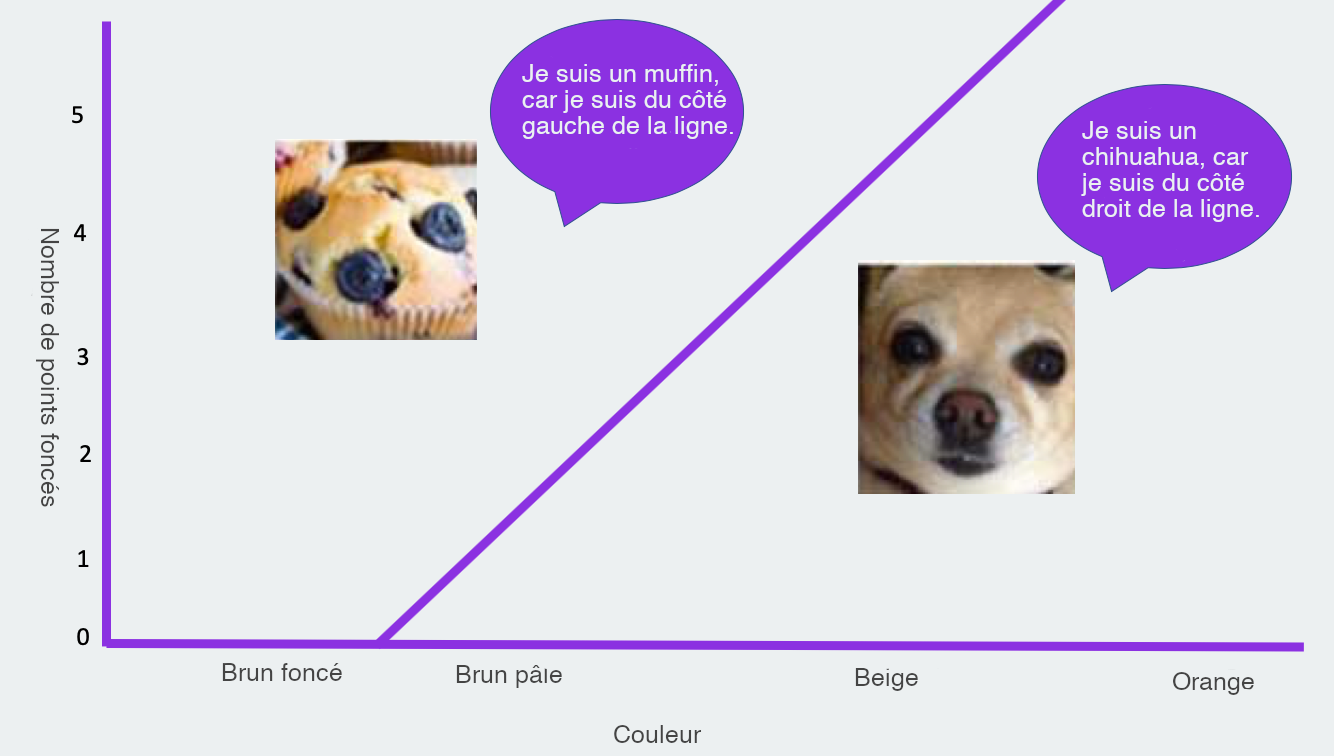 Je suis un muffin,
car je suis du côté
gauche de la ligne.
Je suis un
chihuahua, car
je suis du côté
droit de la ligne.
Nombre de points foncés
5
4
3
2
1
0
Brun foncé
Brun pâie
Beige
Orange
Couleur